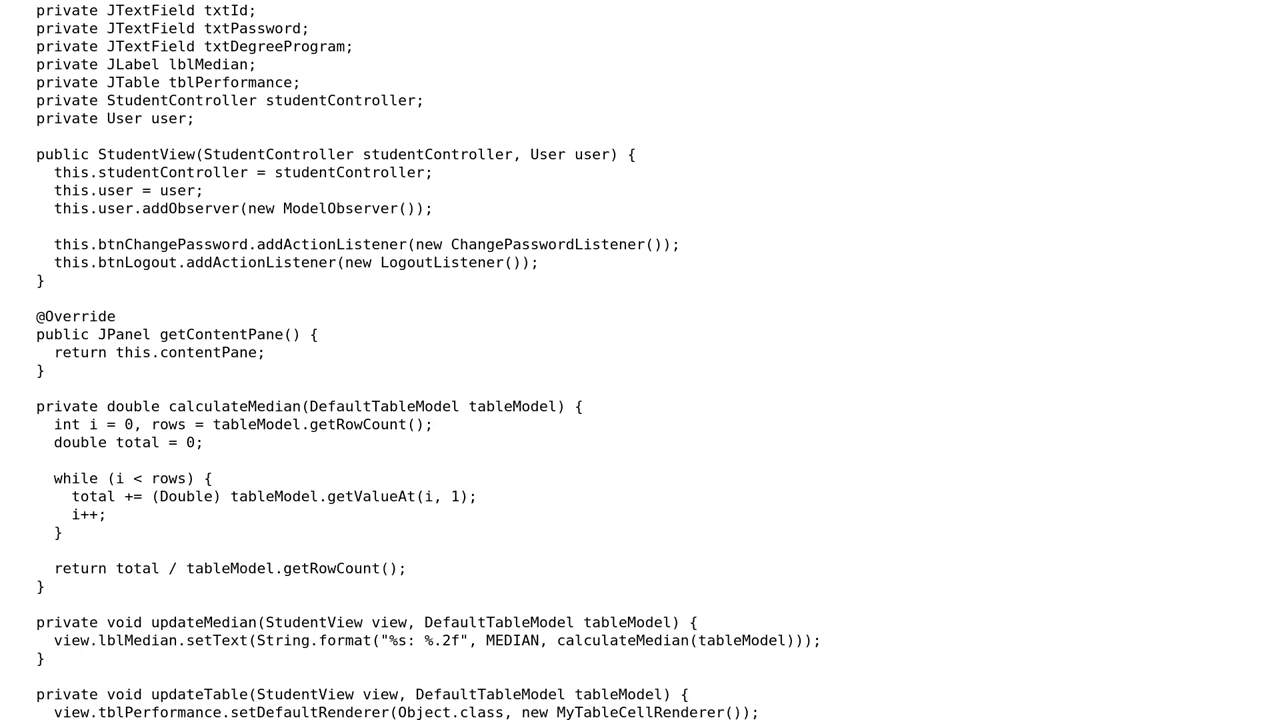 private JTextField txtId;
private JTextField txtPassword;
private JTextField txtDegreeProgram;
private JLabel lblMedian;
private JTable tblPerformance;
private StudentController studentController;
private User user;

public StudentView(StudentController studentController, User user) {
  this.studentController = studentController;
  this.user = user;
  this.user.addObserver(new ModelObserver());

  this.btnChangePassword.addActionListener(new ChangePasswordListener());
  this.btnLogout.addActionListener(new LogoutListener());
}

@Override
public JPanel getContentPane() {
  return this.contentPane;
}

private double calculateMedian(DefaultTableModel tableModel) {
  int i = 0, rows = tableModel.getRowCount();
  double total = 0;

  while (i < rows) {
    total += (Double) tableModel.getValueAt(i, 1);
    i++;
  }

  return total / tableModel.getRowCount();
}

private void updateMedian(StudentView view, DefaultTableModel tableModel) {
  view.lblMedian.setText(String.format("%s: %.2f", MEDIAN, calculateMedian(tableModel)));
}

private void updateTable(StudentView view, DefaultTableModel tableModel) {
  view.tblPerformance.setDefaultRenderer(Object.class, new MyTableCellRenderer());